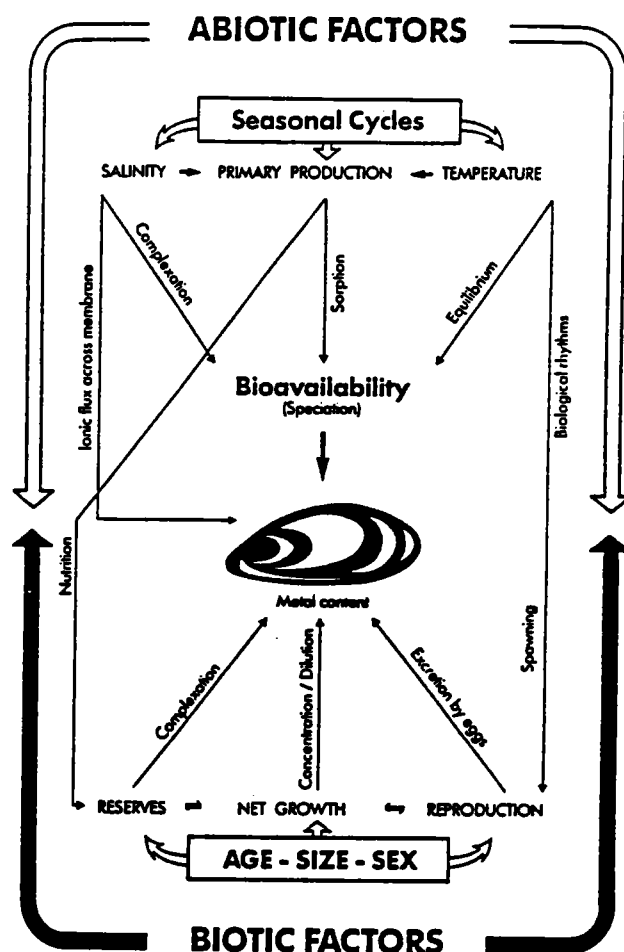 ABIOTIC FACTORS
Seasonal Cycles
SALINITY PRIMARY PRODUCTION TEMPERATURE
Complexation
Sorption
Equilibrium
Ionic flux across membrane
Biological rhythms
Bioavailability
(Speciation)
Nutrition
Metal content
Spawning
Complexation
Concentration / Dilution
Excretion by eggs
RESERVES NET GROWTH REPRODUCTION
AGE - SIZE - SEX
BIOTIC FACTORS